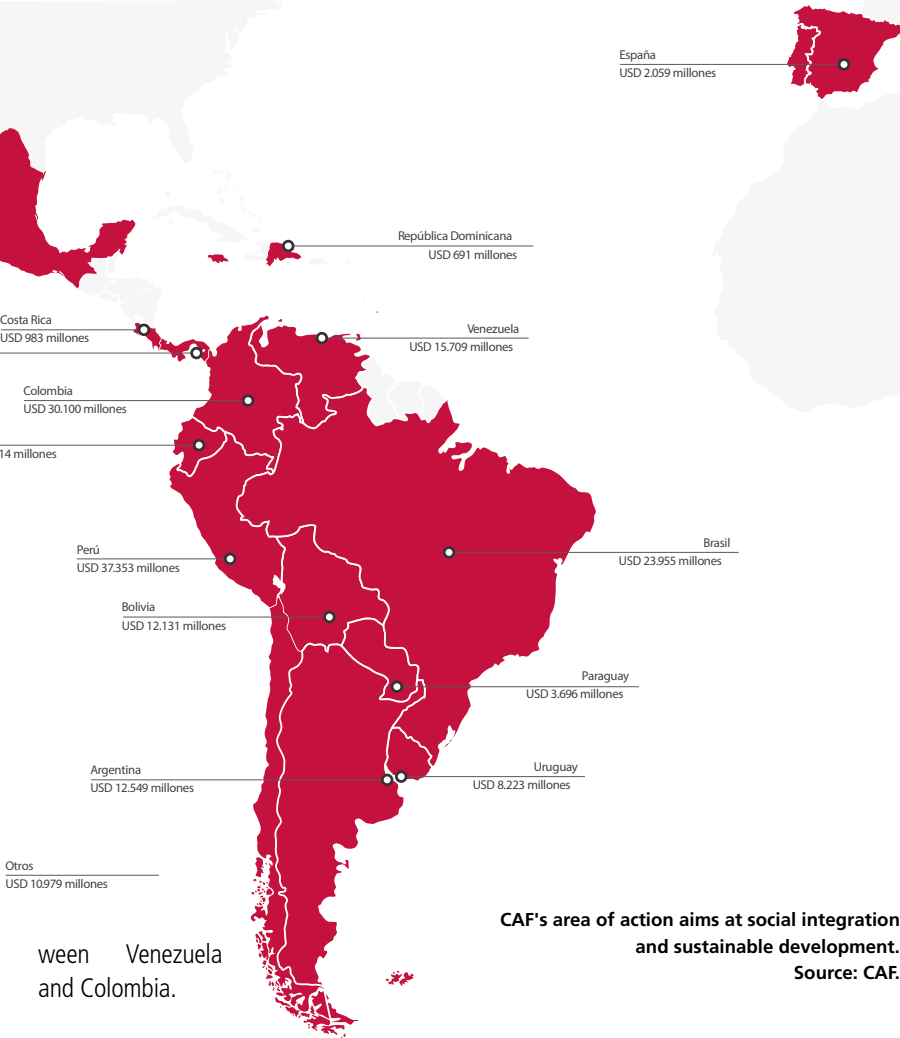 España
USD 2.059 millones
República Dominicana
USD 691 millones
Costa Rica
USD 983 millones
Venezuela
USD 15.709 millones
Colombia
USD 30.100 millones
14 millones
Brasil
USD 23.955 millones
Perú
USD 37.353 millones
Bolivia
USD 12.131 millones
Paraguay
USD 3.696 millones
Uruguay
USD 8.223 millones
Argentina
USD 12.549 millones
Otros
USD 10.979 millones
CAF's area of action aims at social integration
and sustainable development.
Source: CAF.
ween Venezuela
and Colombia.